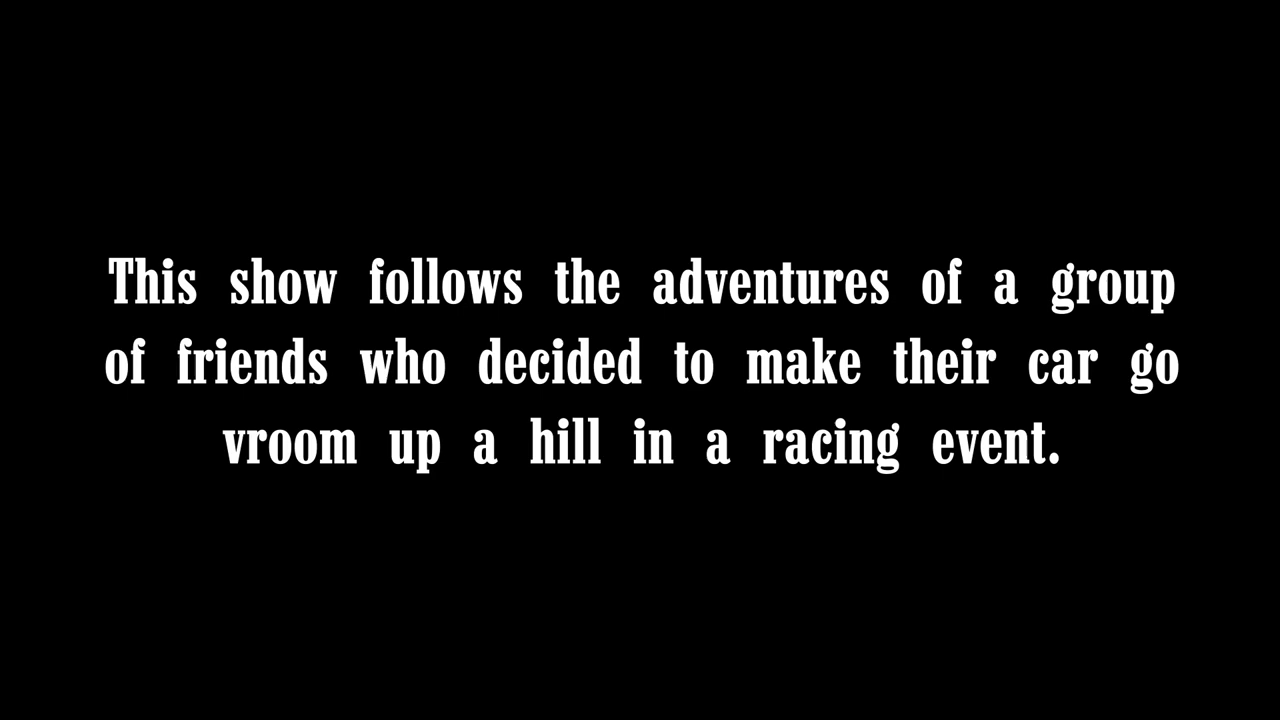 This show follows the adventures of a group
of friends who decided to make their car go
vroom up a hill in a racing event.